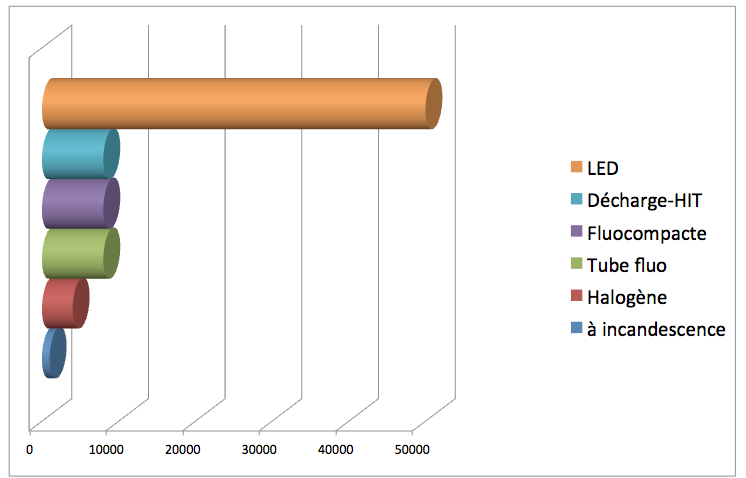 LED
Décharge-HIT
Fluocompacte
Tube fluo
Halogène
à incandescence
0 10000 20000 30000 40000 50000